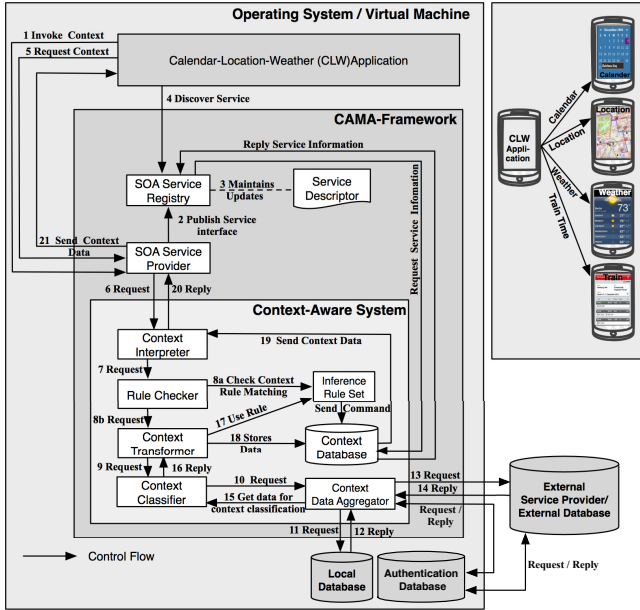 Operating System / Virtual Machine
1 Invoke Context
5 Request Context
Calendar-Location-Weather (CLW)Application
4 Discover Service
CAMA-Framework
Reply Service Information
SOA Service
Registry
3 Maintains
Updates
Service
Descriptor
Request Service Infomation
2 Publish Service
interface
21 Send Context
Data
SOA Service
Provider
6 Request
20 Reply
Context-Aware System
Context
Interpreter
19 Send Context Data
7 Request
Rule Checker
8a Check Context
Rule Matching
Inference
Rule Set
8b Request
17 Use Rule
Send Command
Context
Transformer
18 Stores
Data
Context
Database
9 Request
16 Reply
Context
Classifier
10 Request
15 Get data for
context classification
Context
Data Aggregator
13 Request
14 Reply
External
Service Provider/
External Database
Request /
Reply
11 Request
12 Reply
Control Flow
Local
Database
Authentication
Database
Request / Reply
CLW
Appli-
cation
Calendar
Location
Weather
Train Time
Calander
Location
Weather
73
Train